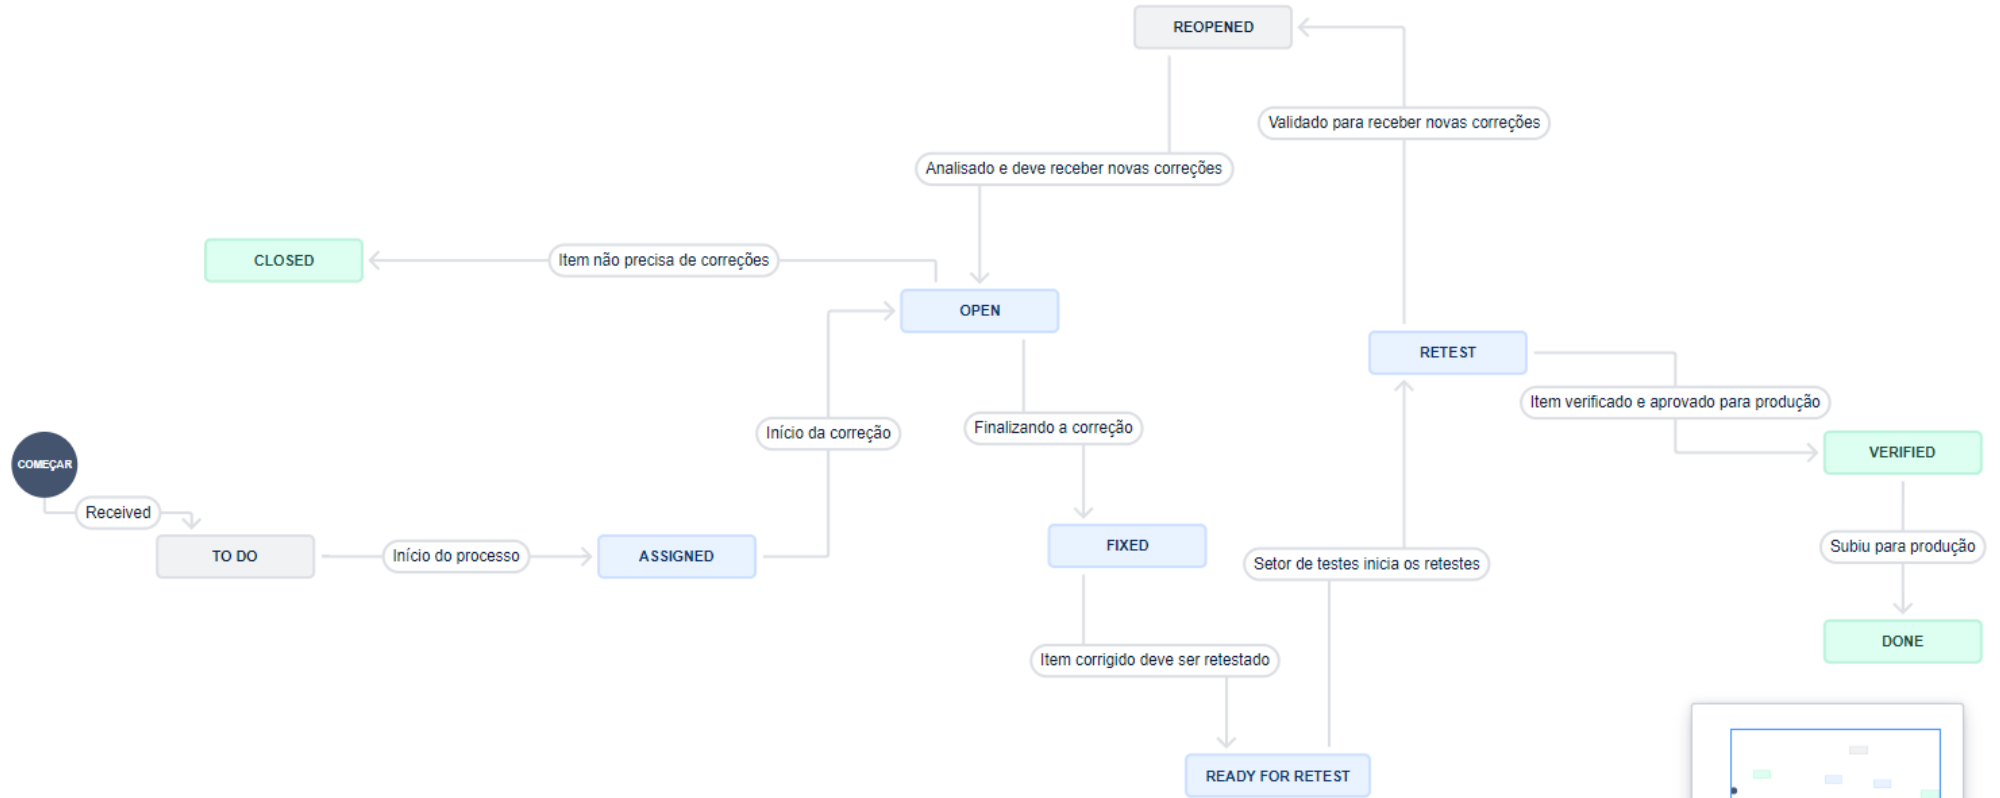 REOPENED
Validado para receber novas correções
Analisado e deve receber novas correções
CLOSED
Item não precisa de correções
OPEN
RETEST
Item verificado e aprovado para produção
Início da correção
Finalizando a correção
VERIFIED
COMEÇAR
Received
TO DO
Início do processo
ASSIGNED
FIXED
Setor de testes inicia os retestes
Subiu para produção
DONE
Item corrigido deve ser retestado
READY FOR RETEST